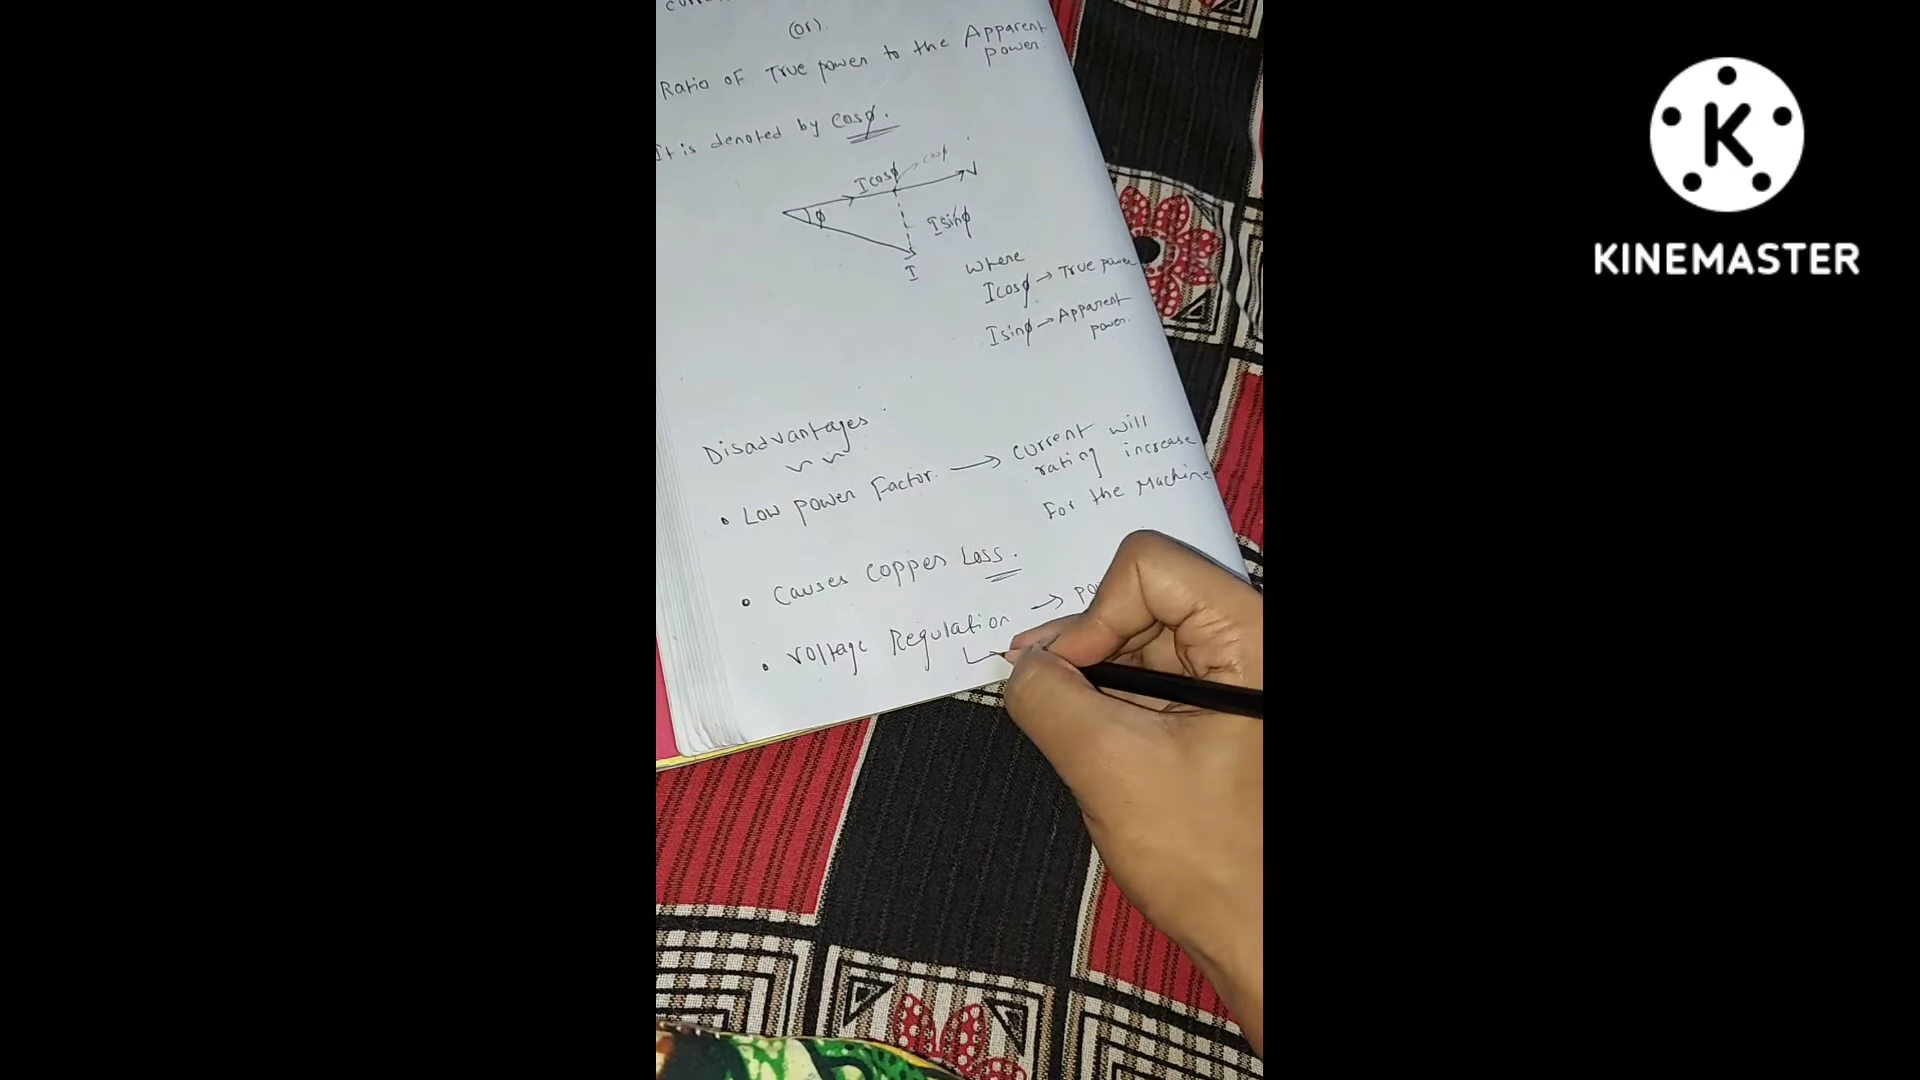 (or)
Ratio of True power to the Apparent
power.
It is denoted by cosϕ.
Icosϕ
cosϕ
V
ϕ
Isinϕ
I
where
Icosϕ → True power
Isinϕ → Apparent
power.
Disadvantages
• Low power Factor. → current will
rating increase
For the Machine
• Causes copper Loss.
• Voltage Regulation →
K
KINEMASTER